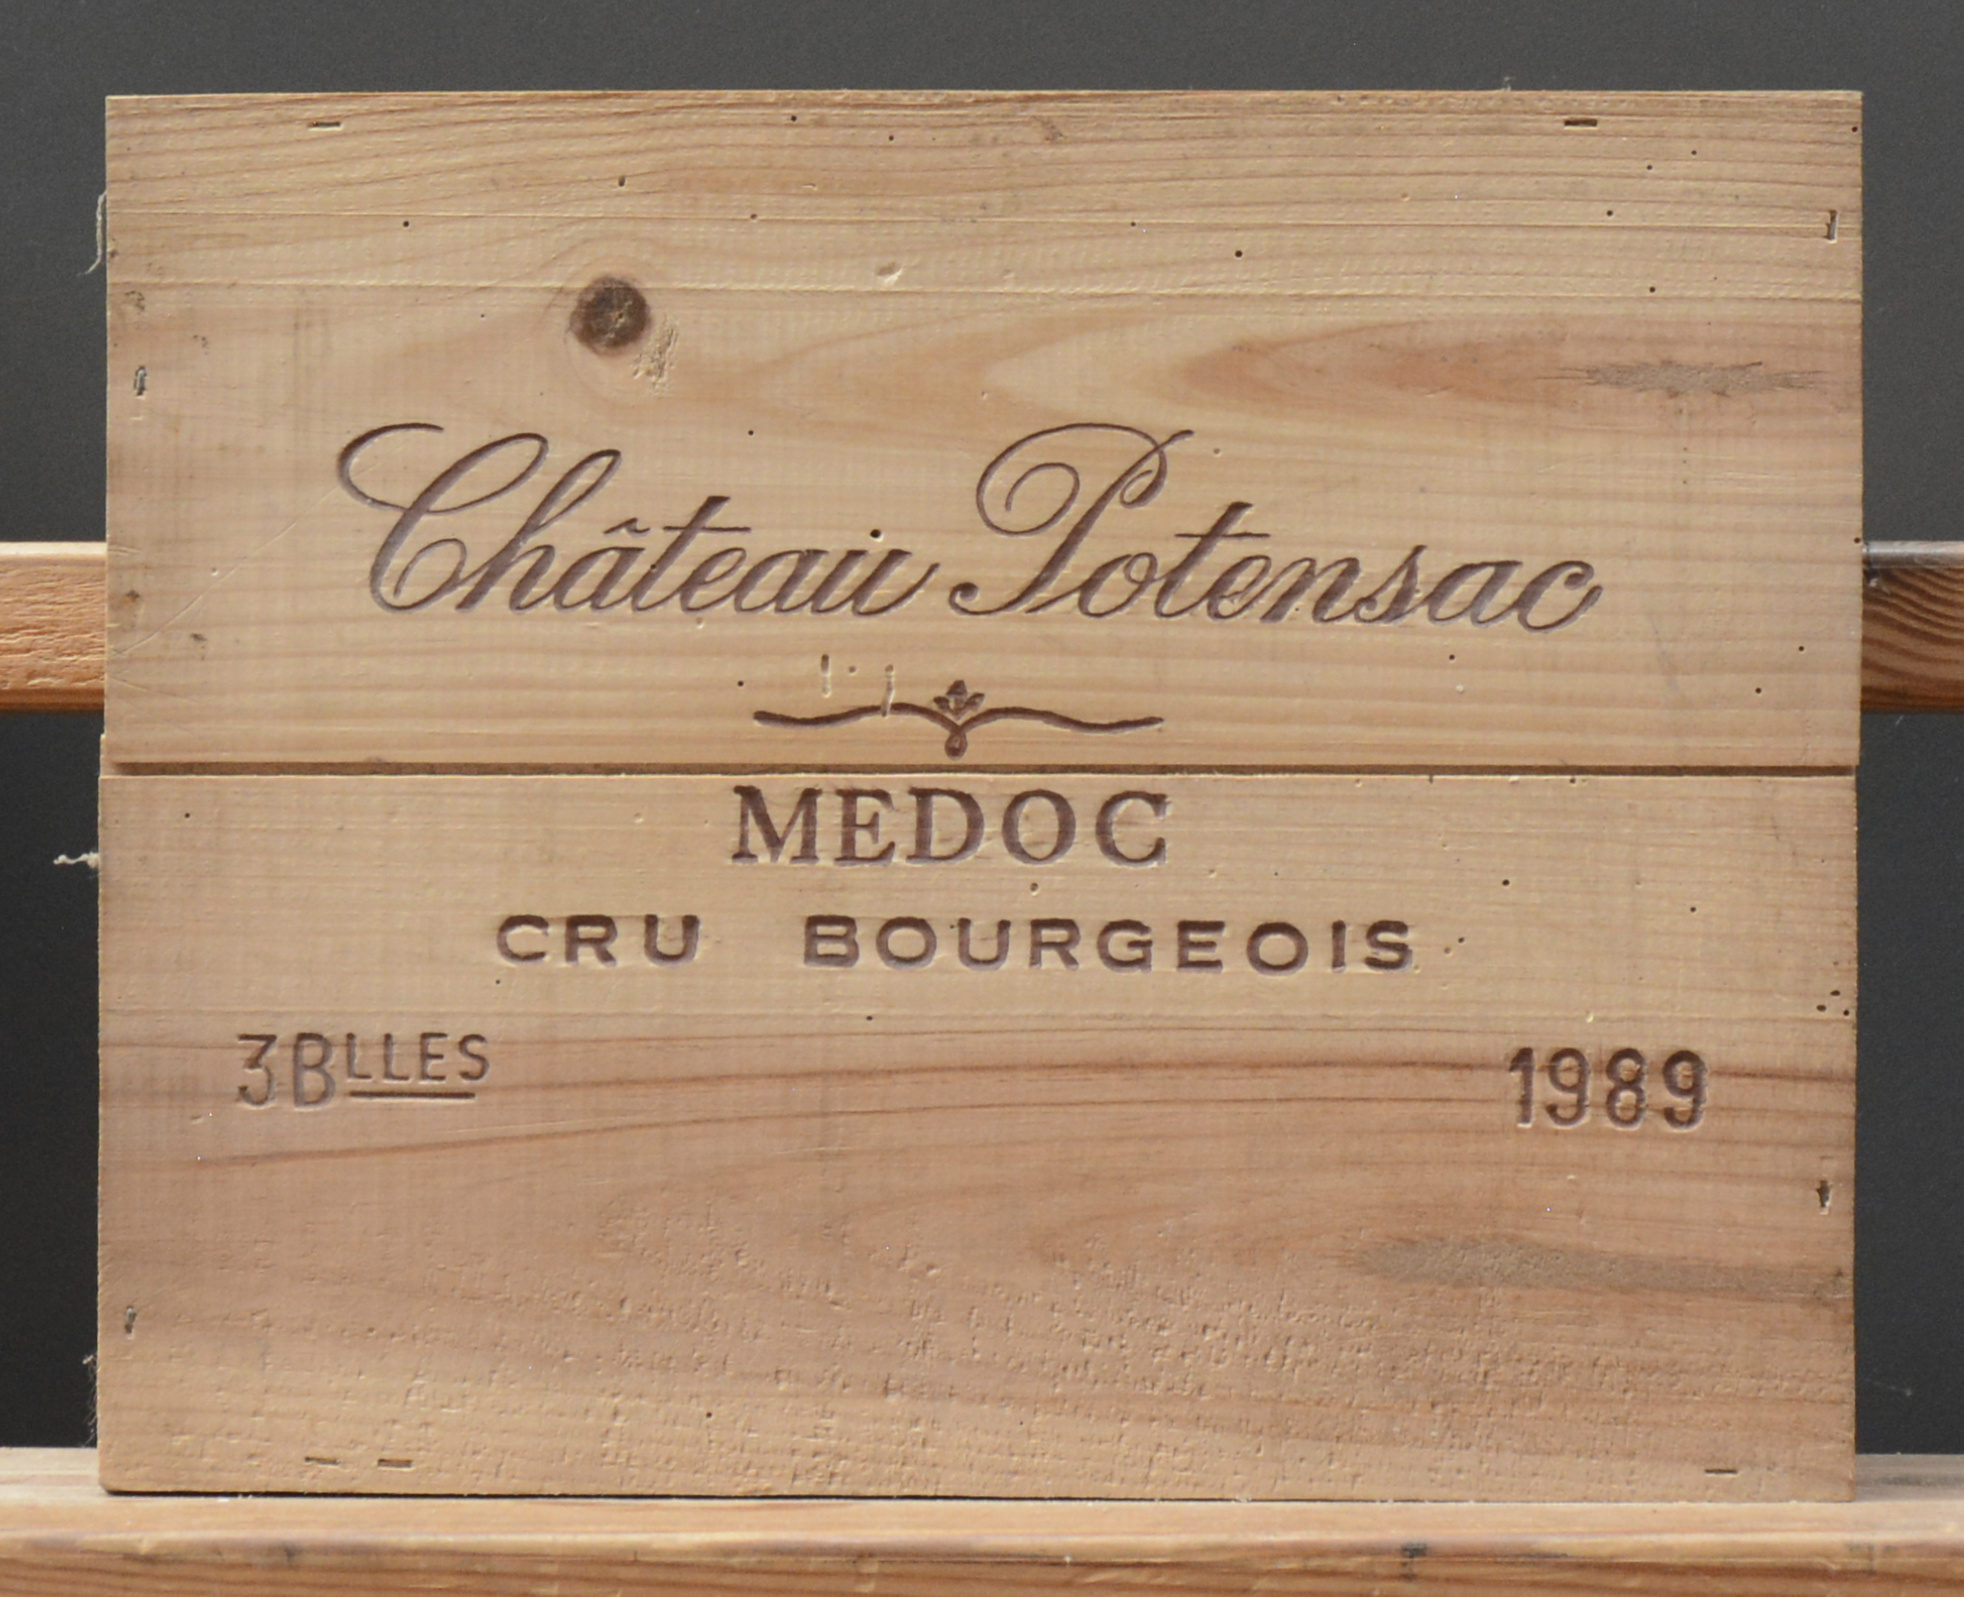 Château Potensac
MEDOC
CRU BOURGEOIS
3BLLES 1989